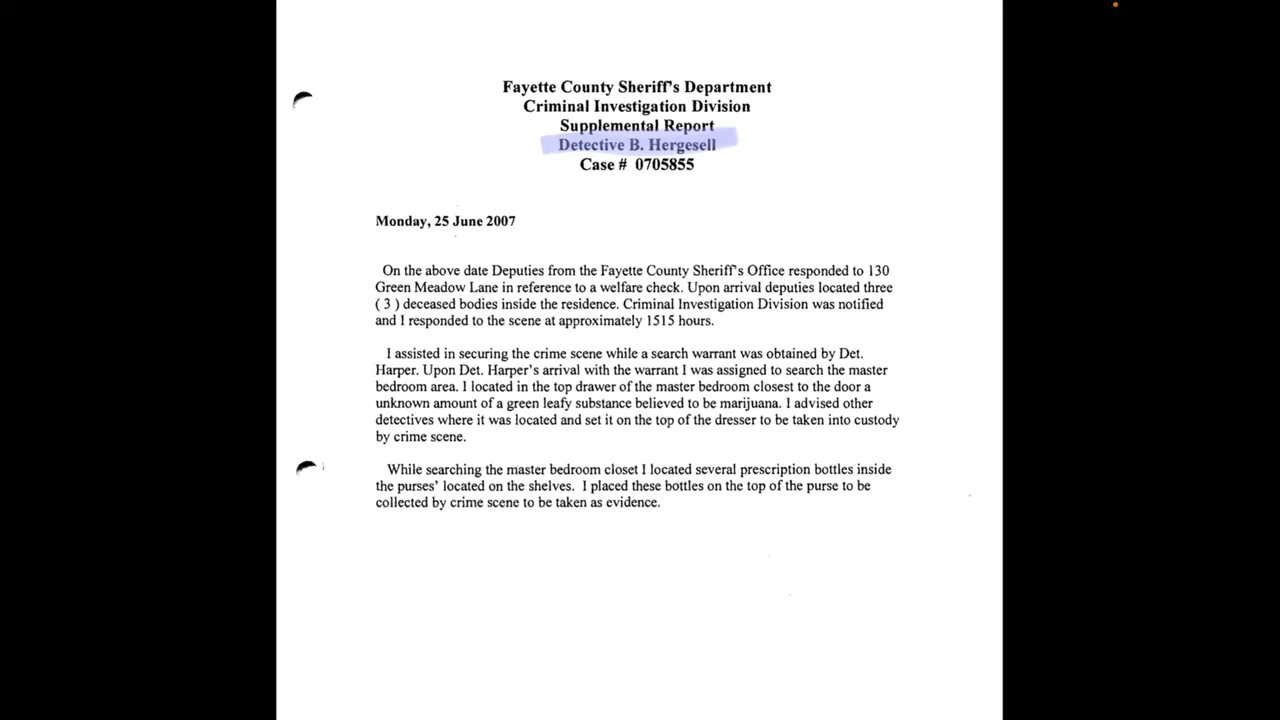 Fayette County Sheriff's Department
Criminal Investigation Division
Supplemental Report
Detective B. Hergesell
Case # 0705855
Monday, 25 June 2007
On the above date Deputies from the Fayette County Sheriff's Office responded to 130
Green Meadow Lane in reference to a welfare check. Upon arrival deputies located three
( 3 ) deceased bodies inside the residence. Criminal Investigation Division was notified
and I responded to the scene at approximately 1515 hours.
I assisted in securing the crime scene while a search warrant was obtained by Det.
Harper. Upon Det. Harper's arrival with the warrant I was assigned to search the master
bedroom area. I located in the top drawer of the master bedroom closest to the door a
unknown amount of a green leafy substance believed to be marijuana. I advised other
detectives where it was located and set it on the top of the dresser to be taken into custody
by crime scene.
While searching the master bedroom closet I located several prescription bottles inside
the purses' located on the shelves. I placed these bottles on the top of the purse to be
collected by crime scene to be taken as evidence.